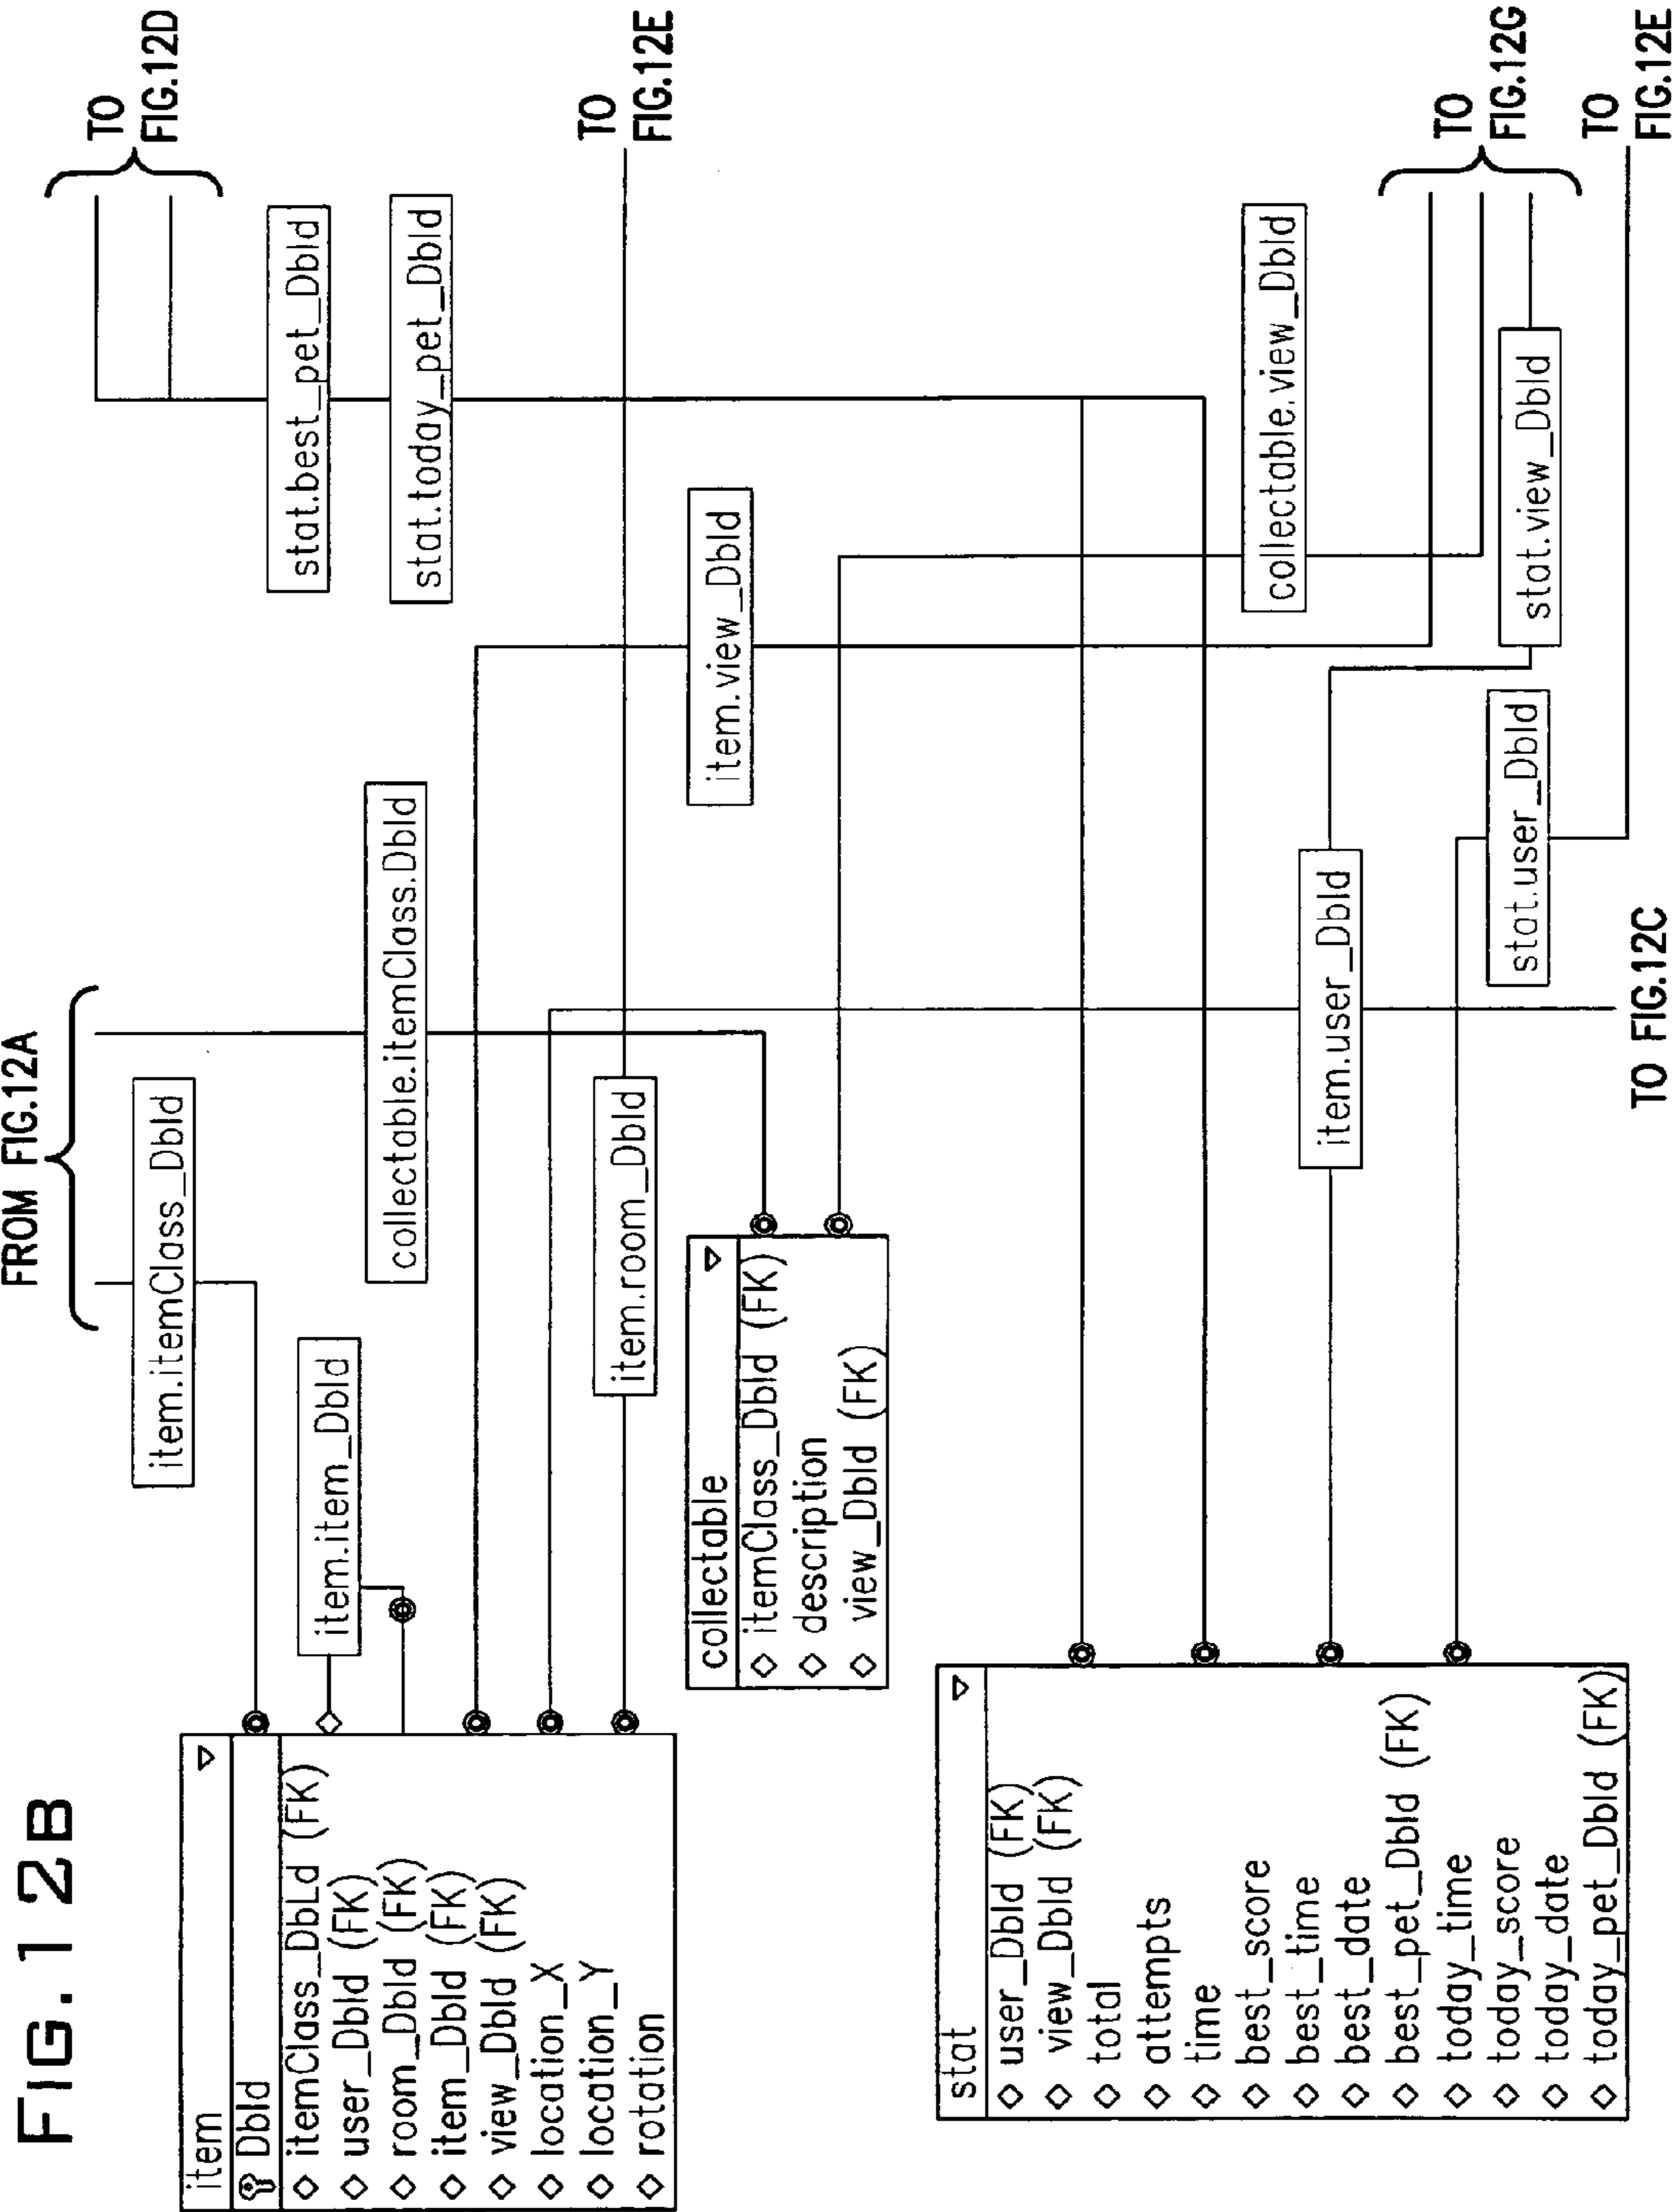 FIG.12B
FROM FIG.12A
item
DbId
itemClass_DbLd (FK)
user_DbId (FK)
room_DbId (FK)
item_DbId (FK)
view_DbId (FK)
location_X
location_Y
rotation
item.itemClass_DbId
item.item_DbId
collectable.itemClass.DbId
item.room_DbId
item.view_DbId
stat.best_pet_DbId
stat.today_pet_DbId
TO
FIG.12D
TO
FIG.12E
collectable
itemClass_DbId (FK)
description
view_DbId (FK)
stat
user_DbId (FK)
view_DbId (FK)
total
attempts
time
best_score
best_time
best_date
best_pet_DbId (FK)
today_time
today_score
today_date
today_pet_DbId (FK)
item.user_DbId
stat.user_DbId
collectable.view_DbId
stat.view_DbId
TO
FIG.12G
TO
FIG.12E
TO FIG.12C